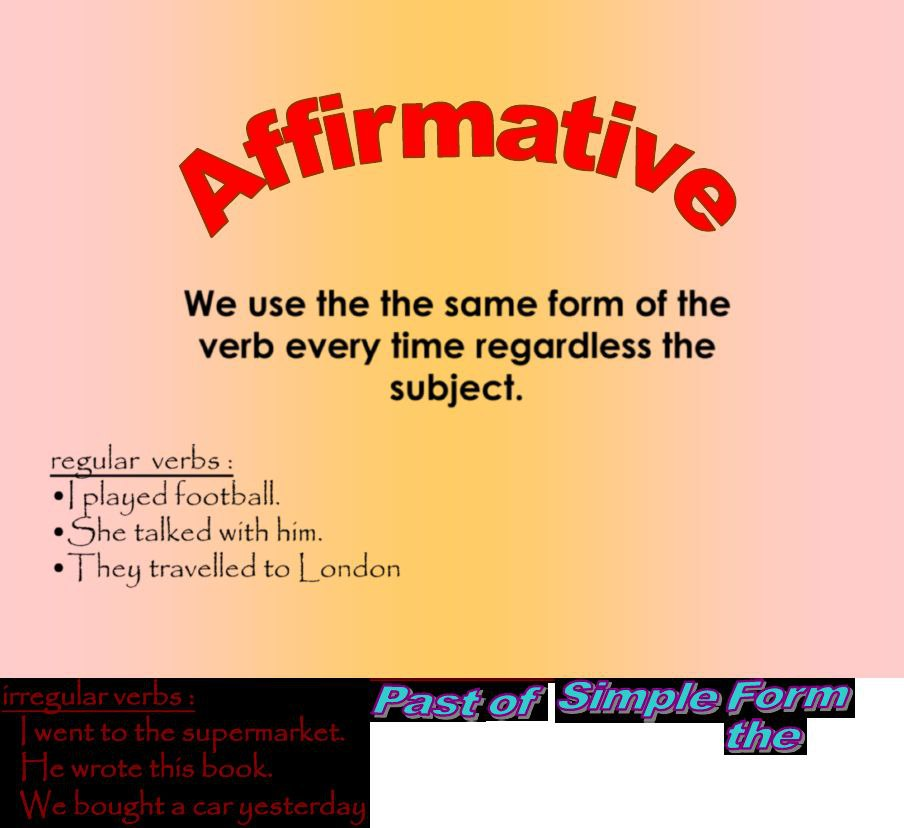 Affirmative
We use the the same form of the
verb every time regardless the
subject.
regular verbs :
•I played football.
•She talked with him.
•They travelled to London
irregular verbs :
I went to the supermarket.
He wrote this book.
We bought a car yesterday
Past of Simple Form
the